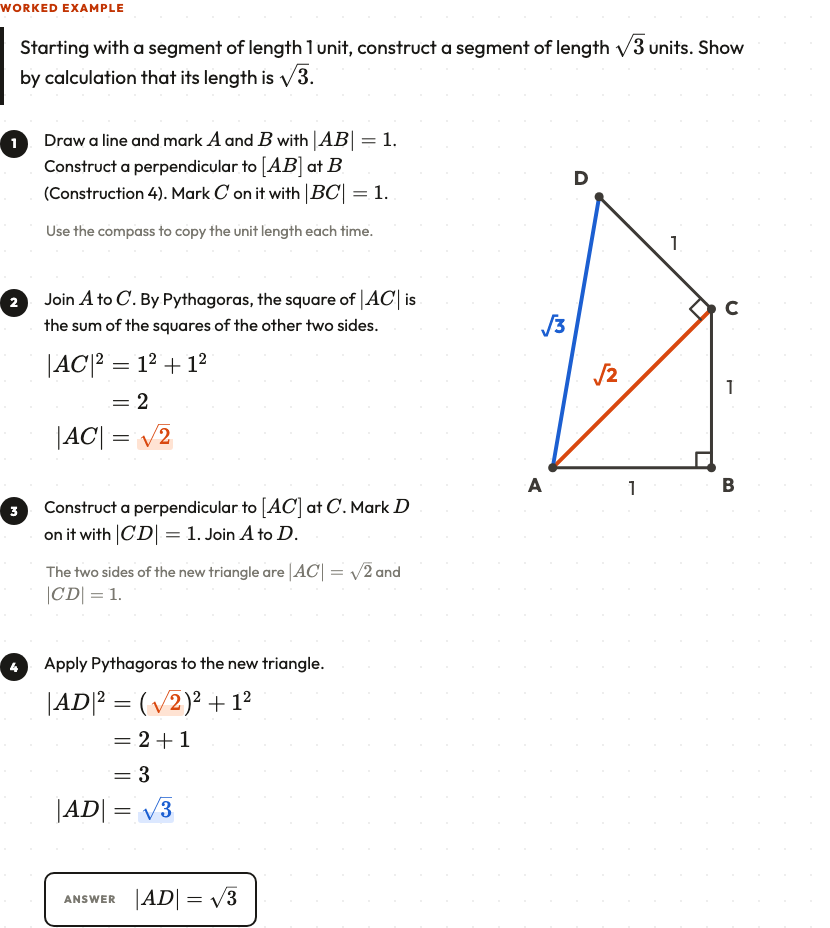 WORKED EXAMPLE
Starting with a segment of length 1 unit, construct a segment of length √3 units. Show
by calculation that its length is √3.
1
Draw a line and mark A and B with |AB| = 1.
Construct a perpendicular to [AB] at B
(Construction 4). Mark C on it with |BC| = 1.
Use the compass to copy the unit length each time.
2
Join A to C. By Pythagoras, the square of |AC| is
the sum of the squares of the other two sides.
|AC|² = 1² + 1²
= 2
|AC| = √2
3
Construct a perpendicular to [AC] at C. Mark D
on it with |CD| = 1. Join A to D.
The two sides of the new triangle are |AC| = √2 and
|CD| = 1.
4
Apply Pythagoras to the new triangle.
|AD|² = (√2)² + 1²
= 2 + 1
= 3
|AD| = √3
ANSWER |AD| = √3
D
1
C
√3
√2
1
A
1
B